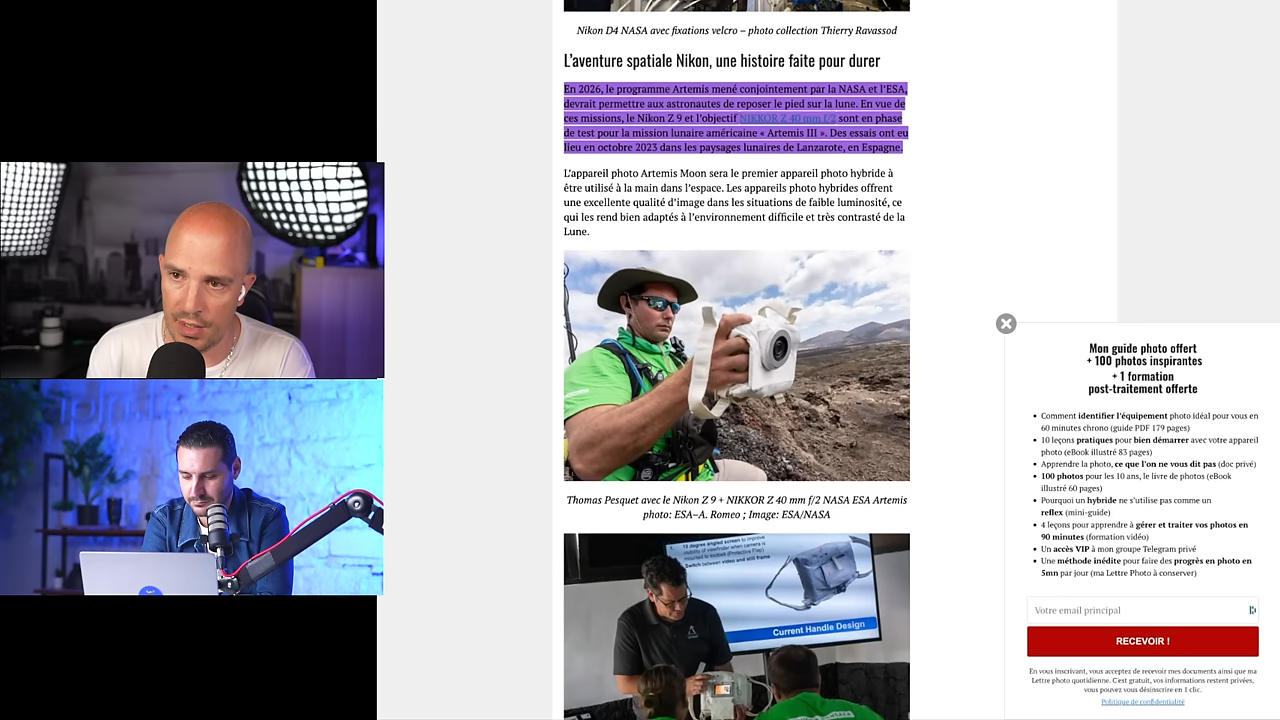 Nikon D4 NASA avec fixations velcro – photo collection Thierry Ravassod
L’aventure spatiale Nikon, une histoire faite pour durer
En 2026, le programme Artemis mené conjointement par la NASA et l’ESA,
devrait permettre aux astronautes de reposer le pied sur la lune. En vue de
ces missions, le Nikon Z 9 et l’objectif NIKKOR Z 40 mm f/2 sont en phase
de test pour la mission lunaire américaine « Artemis III ». Des essais ont eu
lieu en octobre 2023 dans les paysages lunaires de Lanzarote, en Espagne.
L’appareil photo Artemis Moon sera le premier appareil photo hybride à
être utilisé à la main dans l’espace. Les appareils photo hybrides offrent
une excellente qualité d’image dans les situations de faible luminosité, ce
qui les rend bien adaptés à l’environnement difficile et très contrasté de la
Lune.
Thomas Pesquet avec le Nikon Z 9 + NIKKOR Z 40 mm f/2 NASA ESA Artemis
photo: ESA–A. Romeo ; Image: ESA/NASA
visibility of viewfinder when camera is
Switch between video and still frame
Current Handle Design
Mon guide photo offert
+ 100 photos inspirantes
+ 1 formation
post-traitement offerte
Comment identifier l’équipement photo idéal pour vous en
60 minutes chrono (guide PDF 179 pages)
10 leçons pratiques pour bien démarrer avec votre appareil
photo (eBook illustré 83 pages)
Apprendre la photo, ce que l’on ne vous dit pas (doc privé)
100 photos pour les 10 ans, le livre de photos (eBook
illustré 60 pages)
Pourquoi un hybride ne s’utilise pas comme un
reflex (mini-guide)
4 leçons pour apprendre à gérer et traiter vos photos en
90 minutes (formation vidéo)
Un accès VIP à mon groupe Telegram privé
Une méthode inédite pour faire des progrès en photo en
5mn par jour (ma Lettre Photo à conserver)
Votre email principal
RECEVOIR !
En vous inscrivant, vous acceptez de recevoir mes documents ainsi que ma
Lettre photo quotidienne. C'est gratuit, vos informations restent privées,
vous pouvez vous désinscrire en 1 clic.
Politique de confidentialité